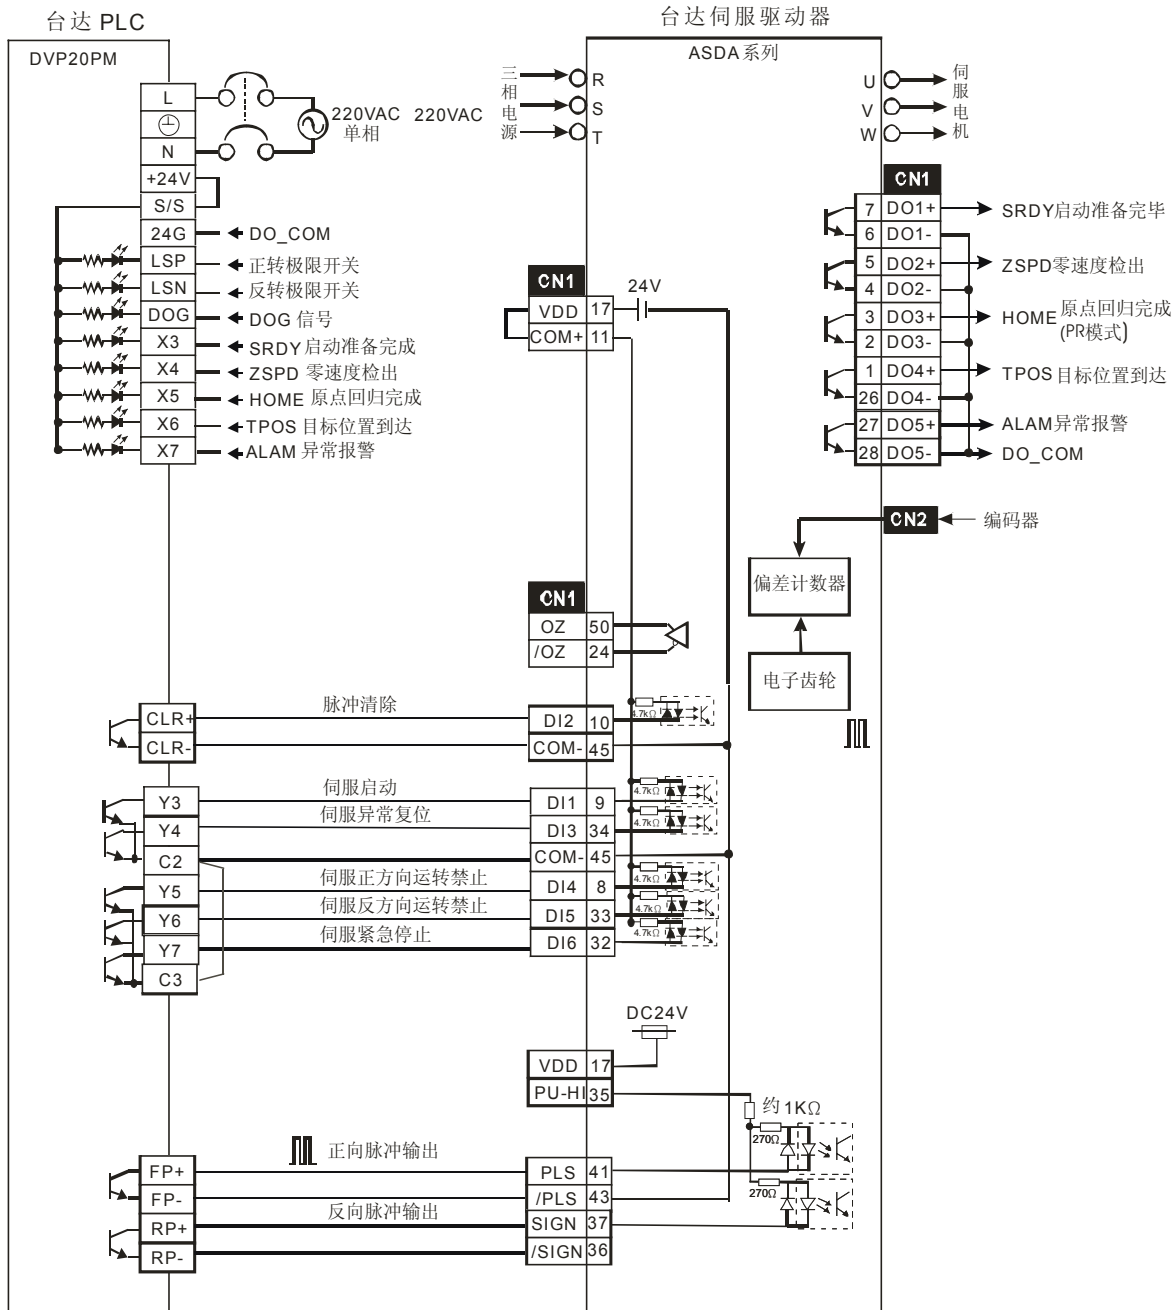 台达 PLC
台达伺服驱动器
DVP20PM
ASDA 系列
L
N
+24V
S/S
24G
LSP
LSN
DOG
X3
X4
X5
X6
X7
220VAC
单相
220VAC
三相电源
R
S
T
U
V
W
伺服电机
DO_COM
正转极限开关
反转极限开关
DOG 信号
SRDY 启动准备完成
ZSPD 零速度检出
HOME 原点回归完成
TPOS 目标位置到达
ALAM 异常报警
CN1
VDD 17
COM+ 11
24V
CN1
7 DO1+ SRDY启动准备完毕
6 DO1-
5 DO2+ ZSPD零速度检出
4 DO2-
3 DO3+ HOME 原点回归完成
(PR模式)
2 DO3-
1 DO4+ TPOS 目标位置到达
26 DO4-
27 DO5+ ALAM异常报警
28 DO5- DO_COM
CN2 编码器
偏差计数器
电子齿轮
CN1
OZ 50
/OZ 24
CLR+ 脉冲清除 DI2 10
4.7kΩ
CLR- COM- 45
Y3 伺服启动 DI1 9
4.7kΩ
Y4 伺服异常复位 DI3 34
4.7kΩ
C2 COM- 45
Y5 伺服正方向运转禁止 DI4 8
4.7kΩ
Y6 伺服反方向运转禁止 DI5 33
4.7kΩ
Y7 伺服紧急停止 DI6 32
4.7kΩ
C3
DC24V
VDD 17
PU-HI 35
约 1KΩ
270Ω
270Ω
FP+ 正向脉冲输出 PLS 41
FP- /PLS 43
RP+ 反向脉冲输出 SIGN 37
RP- /SIGN 36